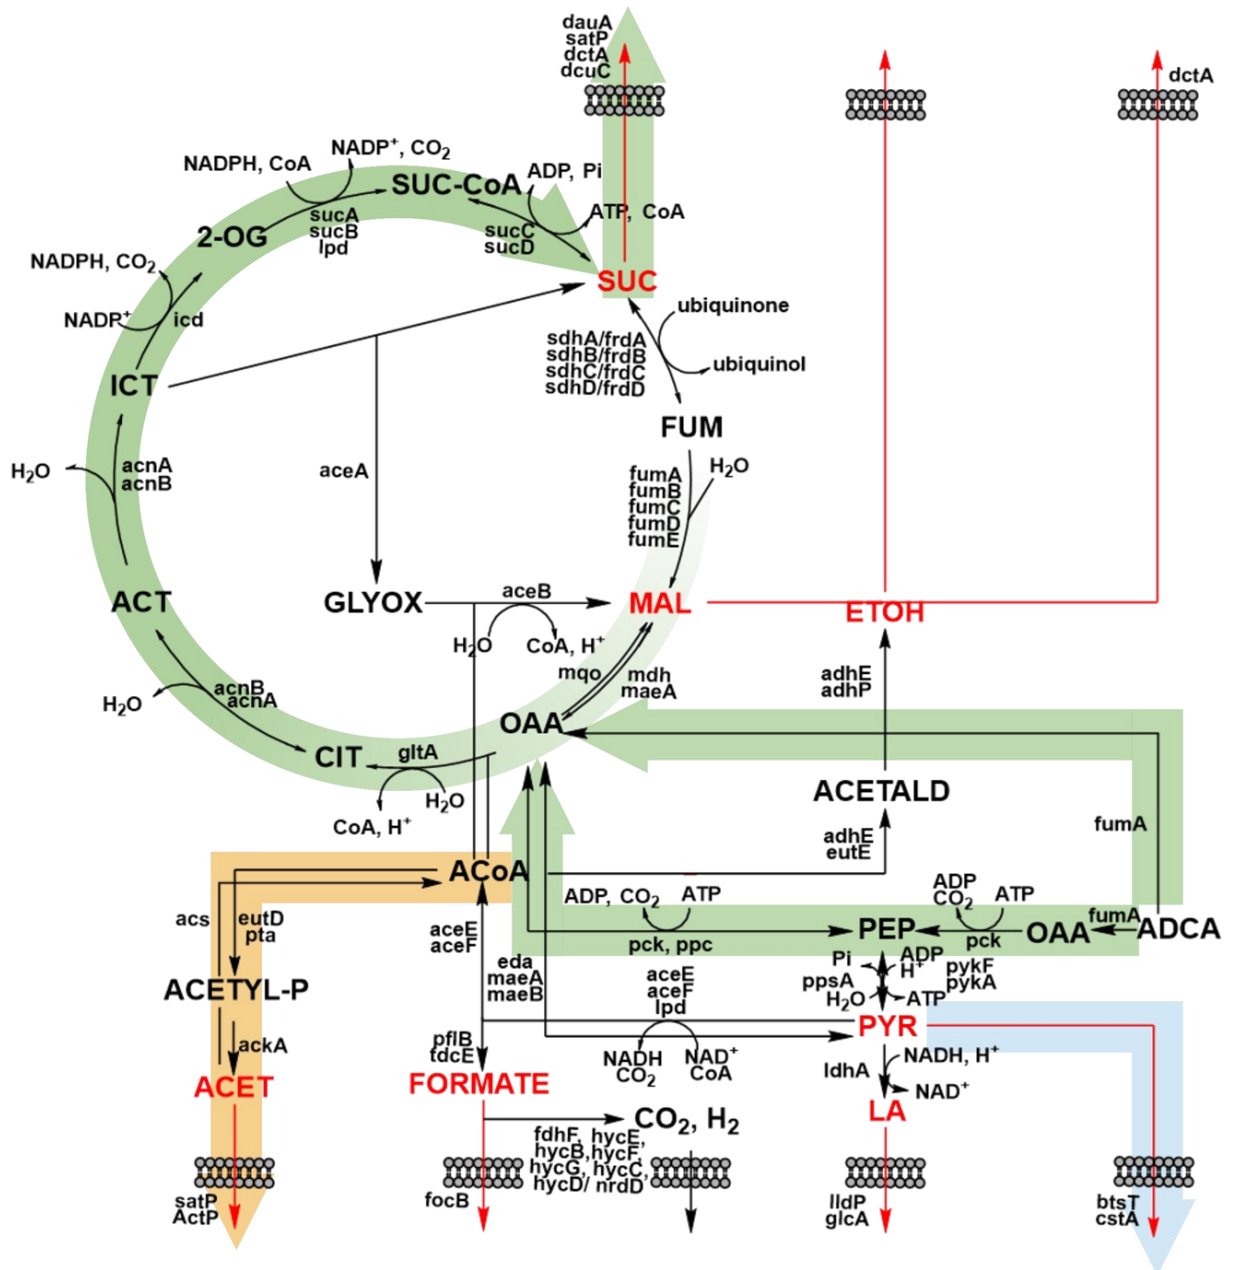 dauA
satP
dctA
dcuC
dctA
NADP⁺, CO₂
NADPH, CoA
SUC-CoA
ADP, Pi
ATP, CoA
sucA
sucB
lpd
sucC
sucD
2-OG
NADPH, CO₂
NADP⁺
icd
SUC
ubiquinone
sdhA/frdA
sdhB/frdB
sdhC/frdC
sdhD/frdD
ubiquinol
ICT
FUM
H₂O
acnA
acnB
aceA
fumA
fumB
fumC
fumD
fumE
H₂O
ACT
GLYOX
aceB
MAL
ETOH
H₂O
CoA, H⁺
mqo
mdh
maeA
adhE
adhP
H₂O
acnB
acnA
OAA
CIT
gltA
H₂O
CoA, H⁺
ACETALD
adhE
eutE
fumA
ACoA
ADP, CO₂
ATP
ADP
CO₂
ATP
acs
eutD
pta
aceE
aceF
pck, ppc
PEP
pck
OAA
fumA
ADCA
eda
maeA
maeB
aceE
aceF
lpd
Pi
ppsA
H₂O
ADP
H⁺
ATP
pykF
pykA
ACETYL-P
PYR
ackA
pflB
tdcE
NADH
CO₂
NAD⁺
CoA
ldhA
NADH, H⁺
NAD⁺
ACET
FORMATE
LA
CO₂, H₂
fdhF, hycE,
hycB,hycF,
hycG, hycC,
hycD/ nrdD
satP
ActP
focB
lldP
glcA
btsT
cstA